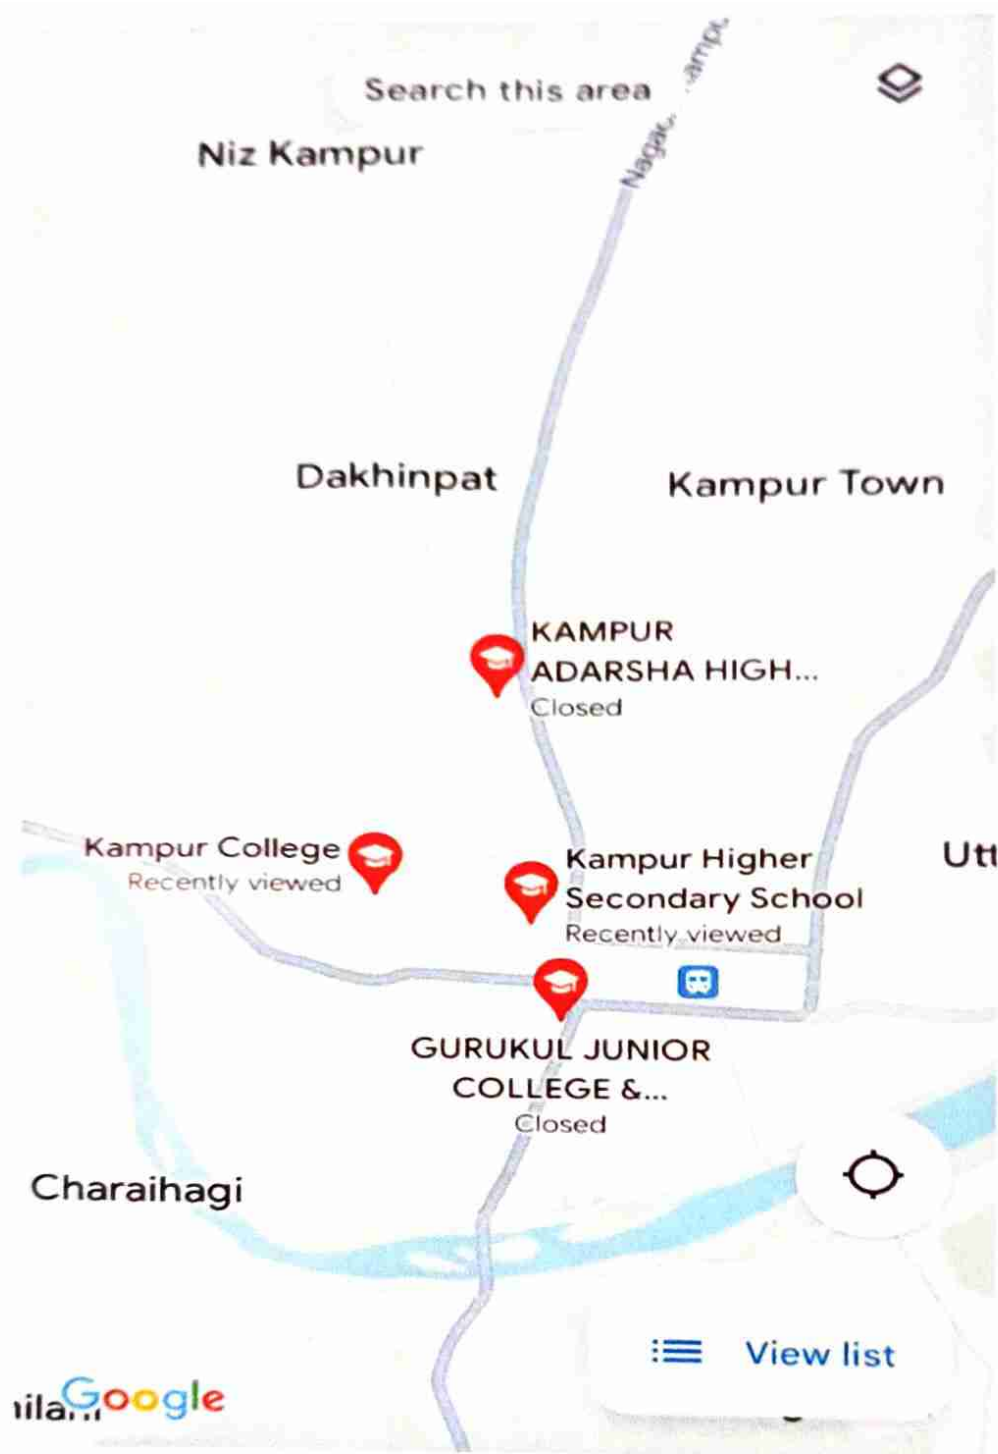 Search this area
Niz Kampur
Dakhinpat
Kampur Town
KAMPUR
ADARSHA HIGH...
Closed
Kampur College
Recently viewed
Kampur Higher
Secondary School
Recently viewed
GURUKUL JUNIOR
COLLEGE &...
Closed
Charaihagi
View list
Google